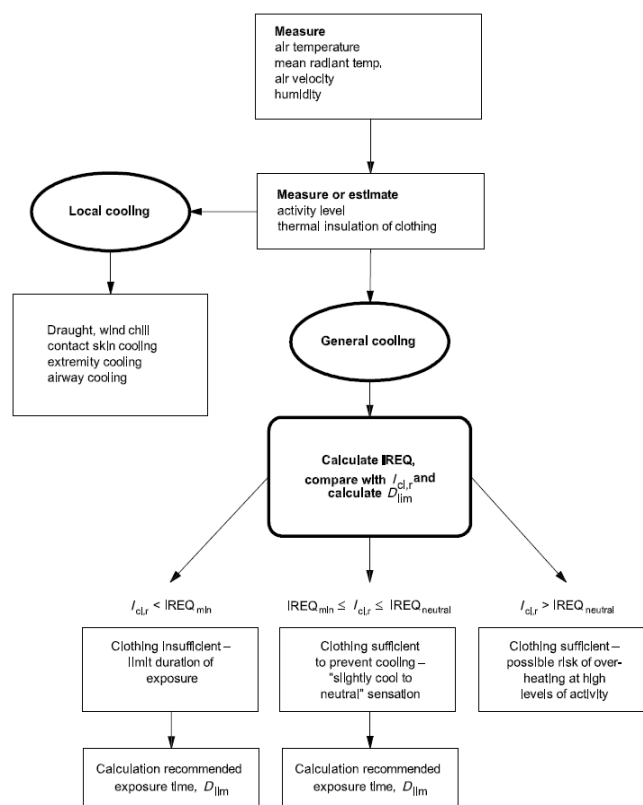 Measure
air temperature
mean radiant temp.
air velocity
humidity
Measure or estimate
activity level
thermal insulation of clothing
Local cooling
Draught, wind chill
contact skin cooling
extremity cooling
airway cooling
General cooling
Calculate IREQ,
compare with Icl,r and
calculate Dlim
Icl,r < IREQmin
IREQmin ≤ Icl,r ≤ IREQneutral
Icl,r > IREQneutral
Clothing insufficient –
limit duration of
exposure
Clothing sufficient
to prevent cooling –
"slightly cool to
neutral" sensation
Clothing sufficient –
possible risk of over-
heating at high
levels of activity
Calculation recommended
exposure time, Dlim
Calculation recommended
exposure time, Dlim